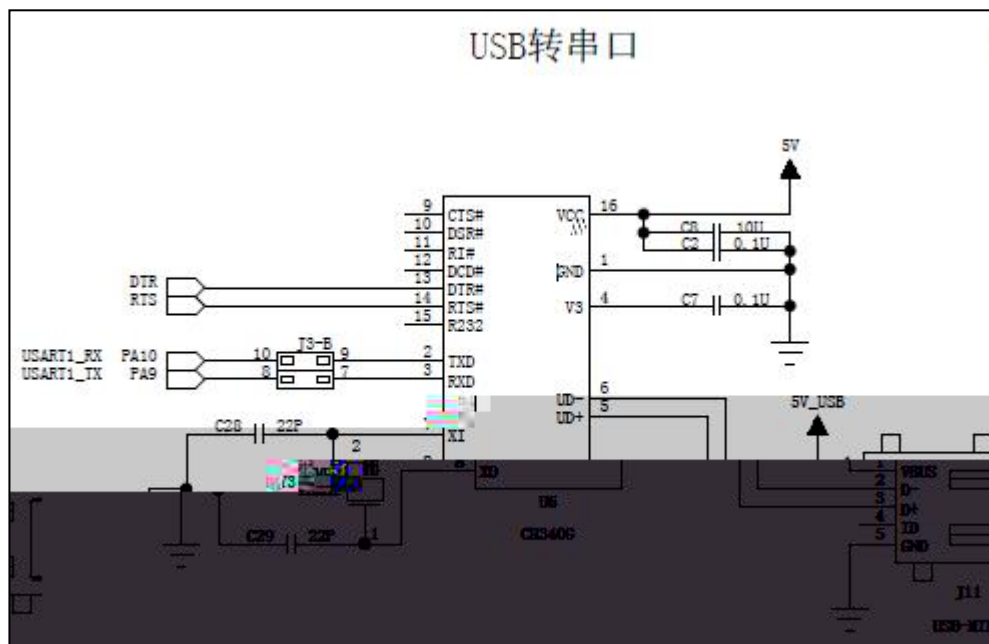 USB转串口
5V
9 CTS#
10 DSR#
11 RI#
12 DCD#
13 DTR#
14 RTS#
15 R232
VCC 16
C8 10U
C2 0.1U
GND 1
V3 4
C7 0.1U
DTR
RTS
J3-B
USART1_RX PA10 10 9 2 TXD
USART1_TX PA9 8 7 3 RXD
UD- 6
UD+ 5
5V_USB
C28 22P
2
XI
XO
U6
CH340G
C29 22P 1
1 VBUS
2 D-
3 D+
4 ID
5 GND
J11